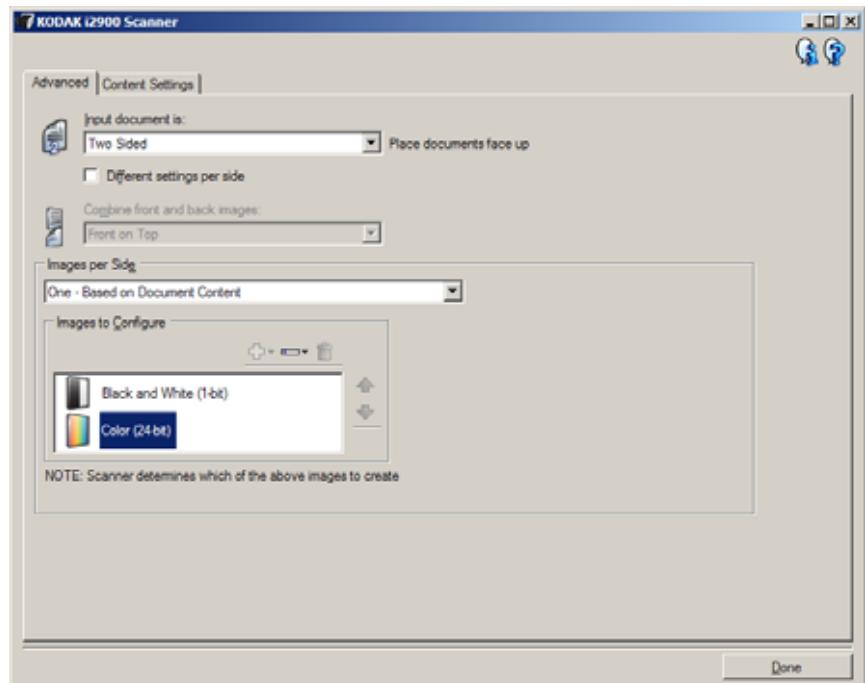 KODAK i2900 Scanner
Advanced
Content Settings
Input document is:
Two Sided
Place documents face up
Different settings per side
Combine front and back images:
Front on Top
Images per Side
One - Based on Document Content
Images to Configure
Black and White (1-bit)
Color (24-bit)
NOTE: Scanner detemines which of the above images to create
Done